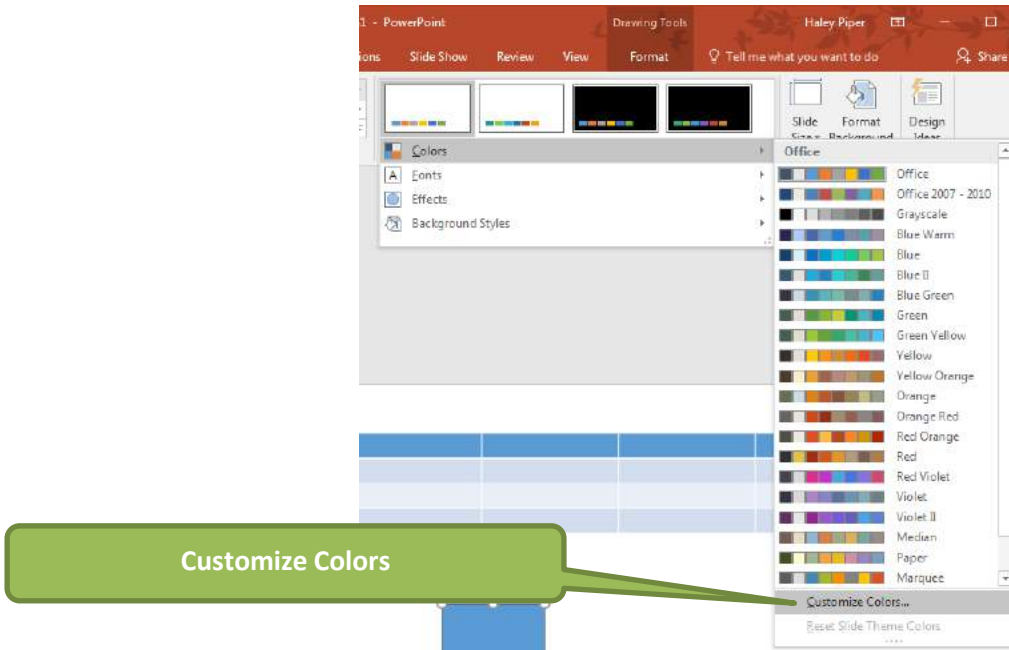 1 - PowerPoint Drawing Tools Haley Piper
ions Slide Show Review View Format Tell me what you want to do Share
Slide Format Design
Size Background Ideas
Colors
Fonts
Effects
Background Styles
Office
Office
Office 2007 - 2010
Grayscale
Blue Warm
Blue
Blue II
Blue Green
Green
Green Yellow
Yellow
Yellow Orange
Orange
Orange Red
Red Orange
Red
Red Violet
Violet
Violet II
Median
Paper
Marquee
Customize Colors...
Reset Slide Theme Colors
Customize Colors